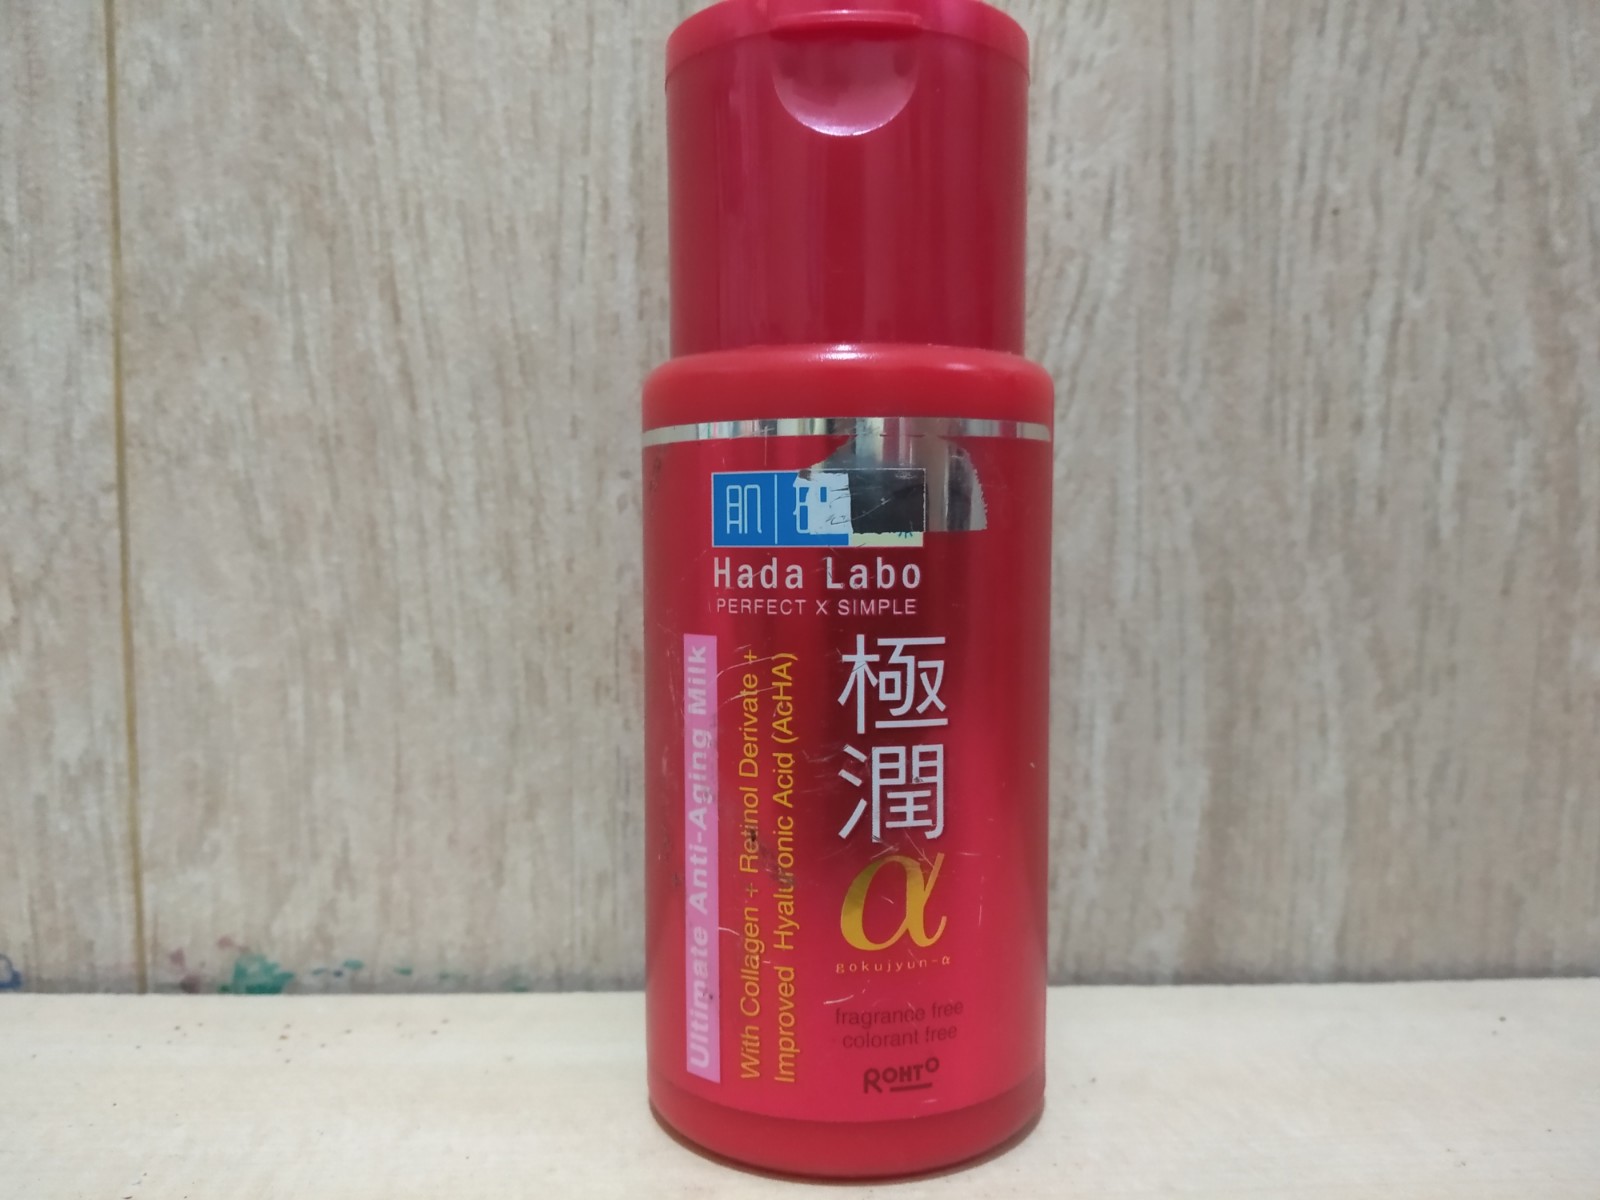 肌
Hada Labo
PERFECT X SIMPLE
Ultimate Anti-Aging Milk
With Collagen + Retinol Derivate +
Improved Hyaluronic Acid (AcHA)
極
潤
α
gokujyun-α
fragrance free
colorant free
ROHTO